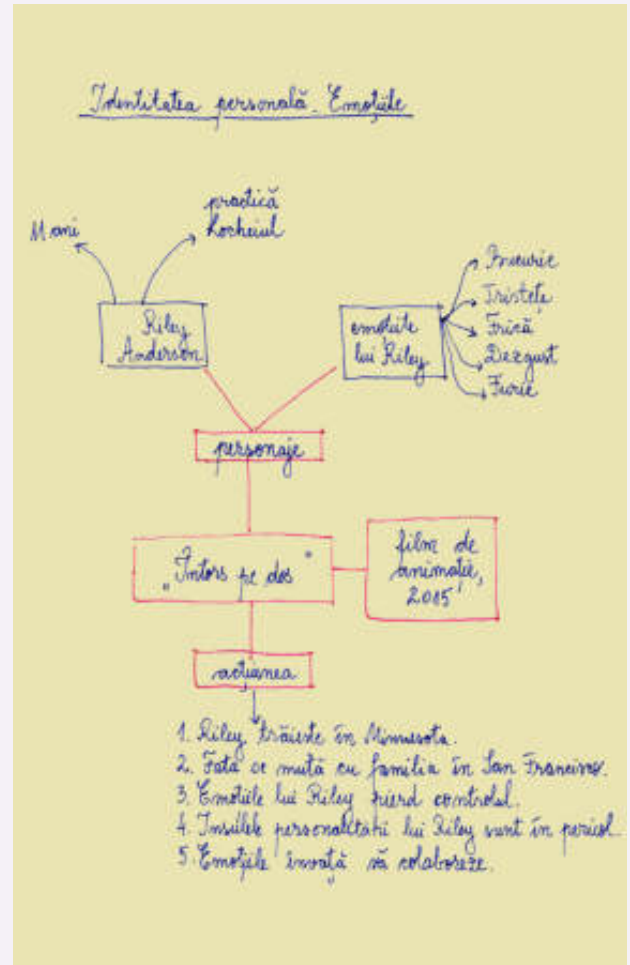 Identitatea personală. Emoțiile
11 ani
practică
hocheiul
Riley
Anderson
emoțiile
lui Riley
Bucurie
Tristețe
Frică
Dezgust
Furie
personaje
„Întors pe dos”
film de
animație,
2015
acțiunea
1. Riley trăiește în Minnesota.
2. Fata se mută cu familia în San Francisco.
3. Emoțiile lui Riley pierd controlul.
4. Insulele personalității lui Riley sunt în pericol.
5. Emoțiile învață să colaboreze.